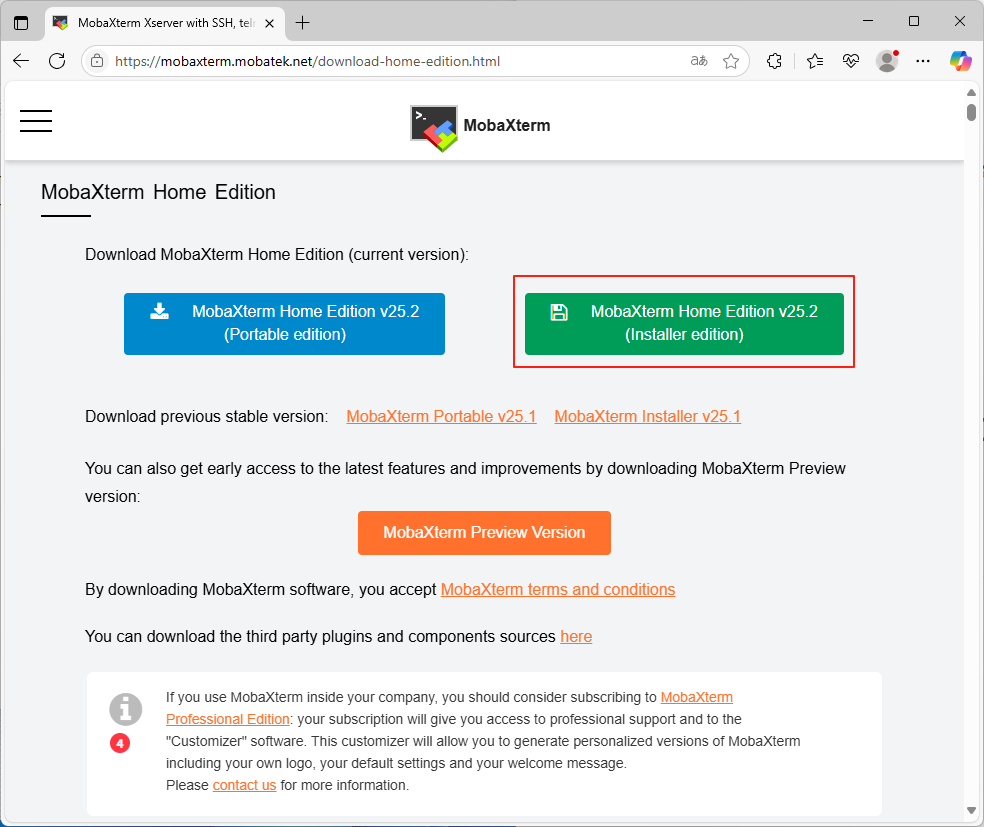 MobaXterm Xserver with SSH, teln
https://mobaxterm.mobatek.net/download-home-edition.html
aあ
>_
MobaXterm
MobaXterm Home Edition
Download MobaXterm Home Edition (current version):
MobaXterm Home Edition v25.2
(Portable edition)
MobaXterm Home Edition v25.2
(Installer edition)
Download previous stable version: MobaXterm Portable v25.1 MobaXterm Installer v25.1
You can also get early access to the latest features and improvements by downloading MobaXterm Preview
version:
MobaXterm Preview Version
By downloading MobaXterm software, you accept MobaXterm terms and conditions
You can download the third party plugins and components sources here
If you use MobaXterm inside your company, you should consider subscribing to MobaXterm
Professional Edition: your subscription will give you access to professional support and to the
4
"Customizer" software. This customizer will allow you to generate personalized versions of MobaXterm
including your own logo, your default settings and your welcome message.
Please contact us for more information.